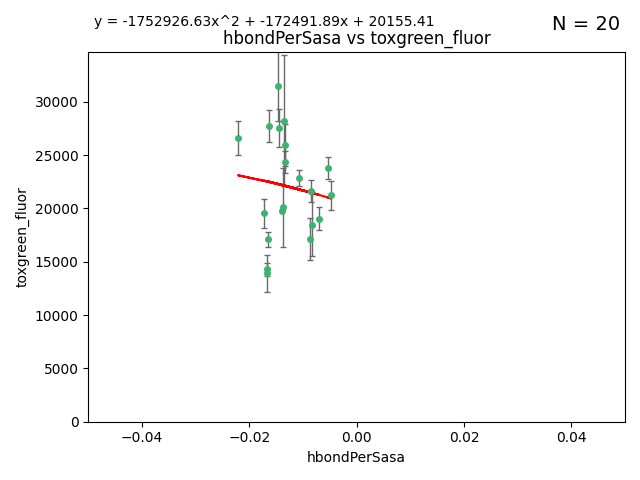 y = -1752926.63x^2 + -172491.89x + 20155.41
N = 20
hbondPerSasa vs toxgreen_fluor
30000
25000
20000
15000
10000
5000
0
toxgreen_fluor
−0.04
−0.02
0.00
0.02
0.04
hbondPerSasa